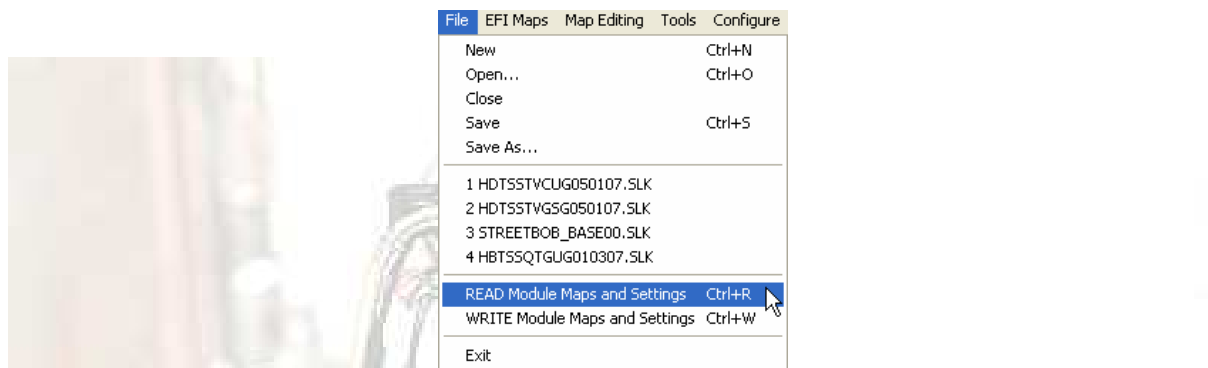 File EFI Maps Map Editing Tools Configure
New Ctrl+N
Open... Ctrl+O
Close
Save Ctrl+S
Save As...
1 HDTSSTVCUG050107.SLK
2 HDTSSTVGSG050107.SLK
3 STREETBOB_BASE00.SLK
4 HBTSSQTGUG010307.SLK
READ Module Maps and Settings Ctrl+R
WRITE Module Maps and Settings Ctrl+W
Exit